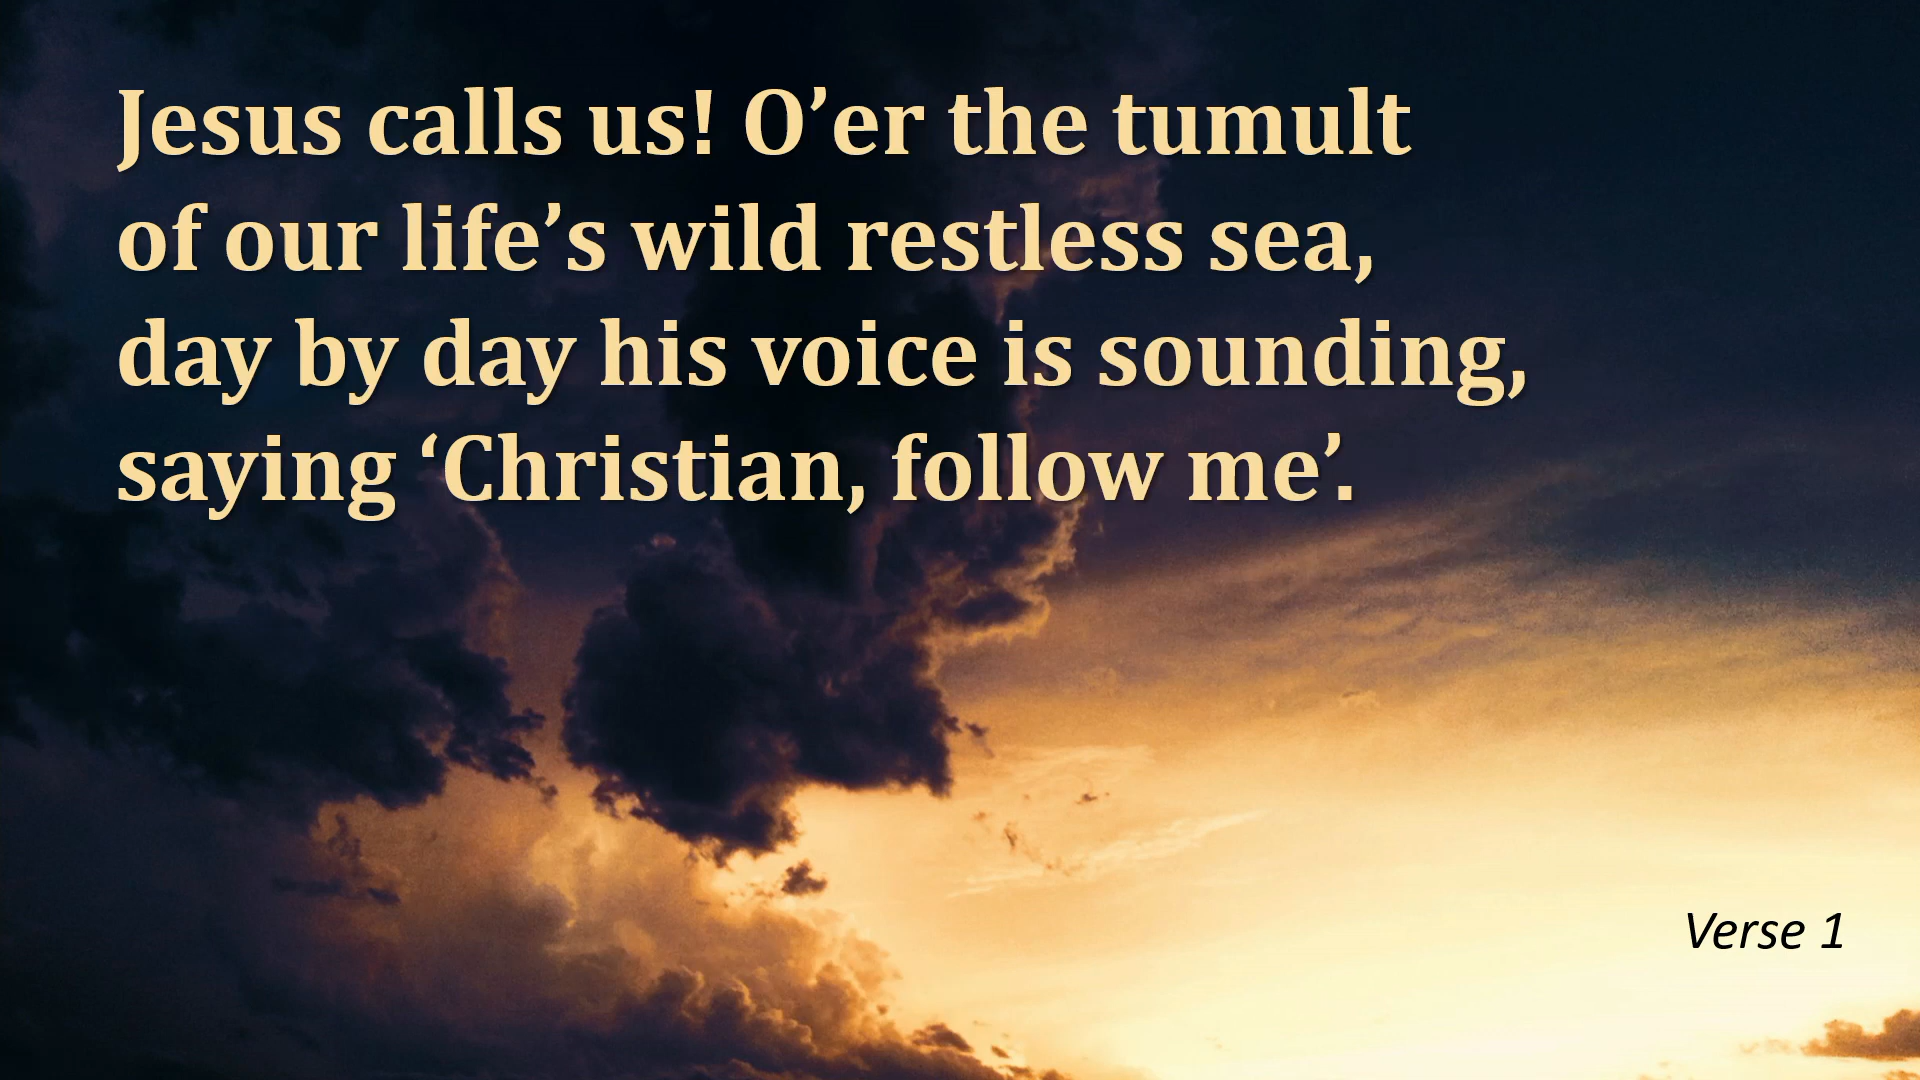 Jesus calls us! O’er the tumult
of our life’s wild restless sea,
day by day his voice is sounding,
saying ‘Christian, follow me’.
Verse 1